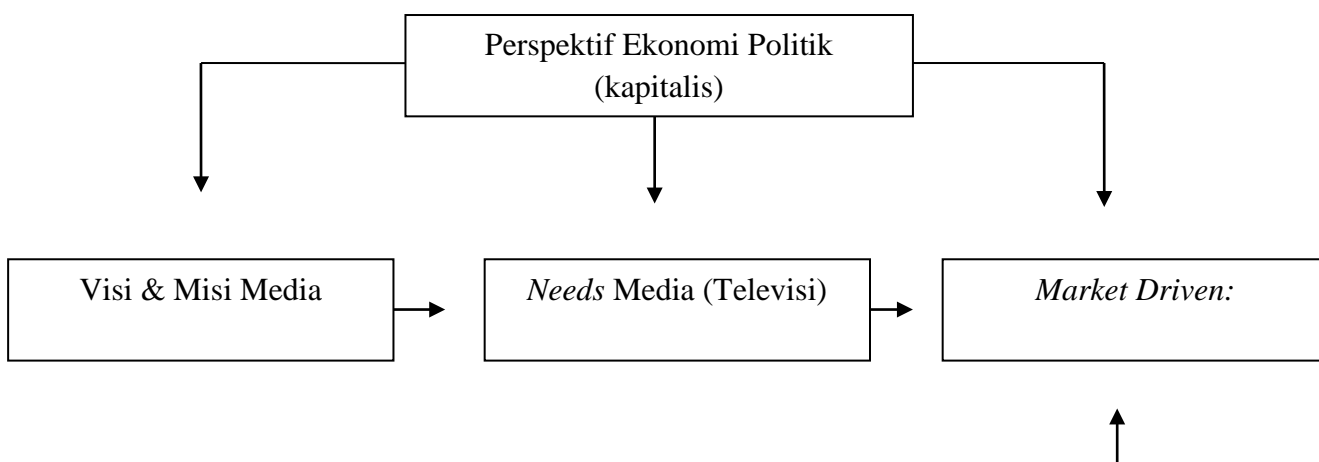 Perspektif Ekonomi Politik
(kapitalis)
Visi & Misi Media
Needs Media (Televisi)
Market Driven: